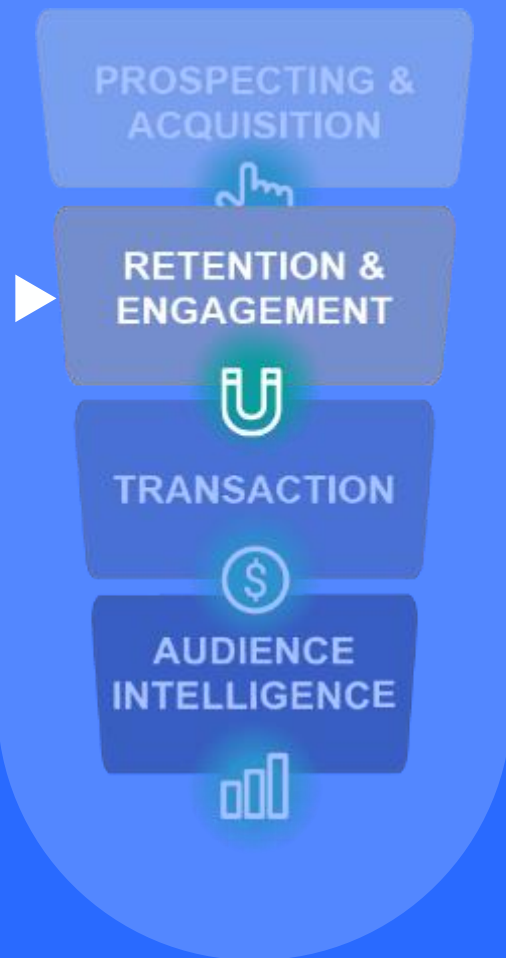 PROSPECTING &
ACQUISITION
RETENTION &
ENGAGEMENT
TRANSACTION
$
AUDIENCE
INTELLIGENCE